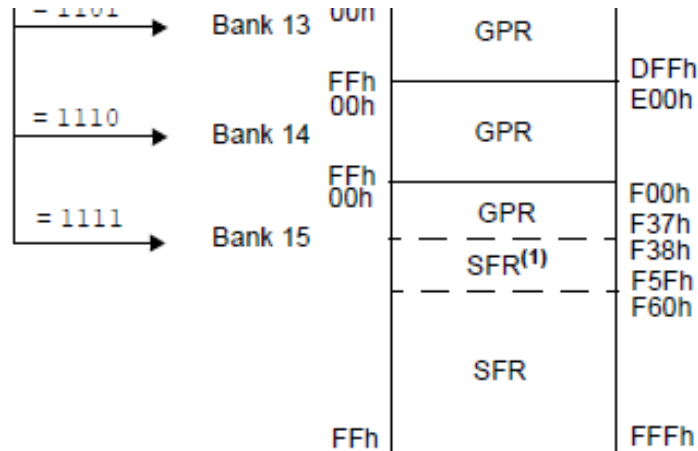 = 1101
Bank 13
00h
GPR
FFh
DFFh
00h
E00h
= 1110
Bank 14
GPR
FFh
00h
F00h
= 1111
Bank 15
GPR
F37h
SFR(1)
F38h
F5Fh
F60h
SFR
FFh
FFFh